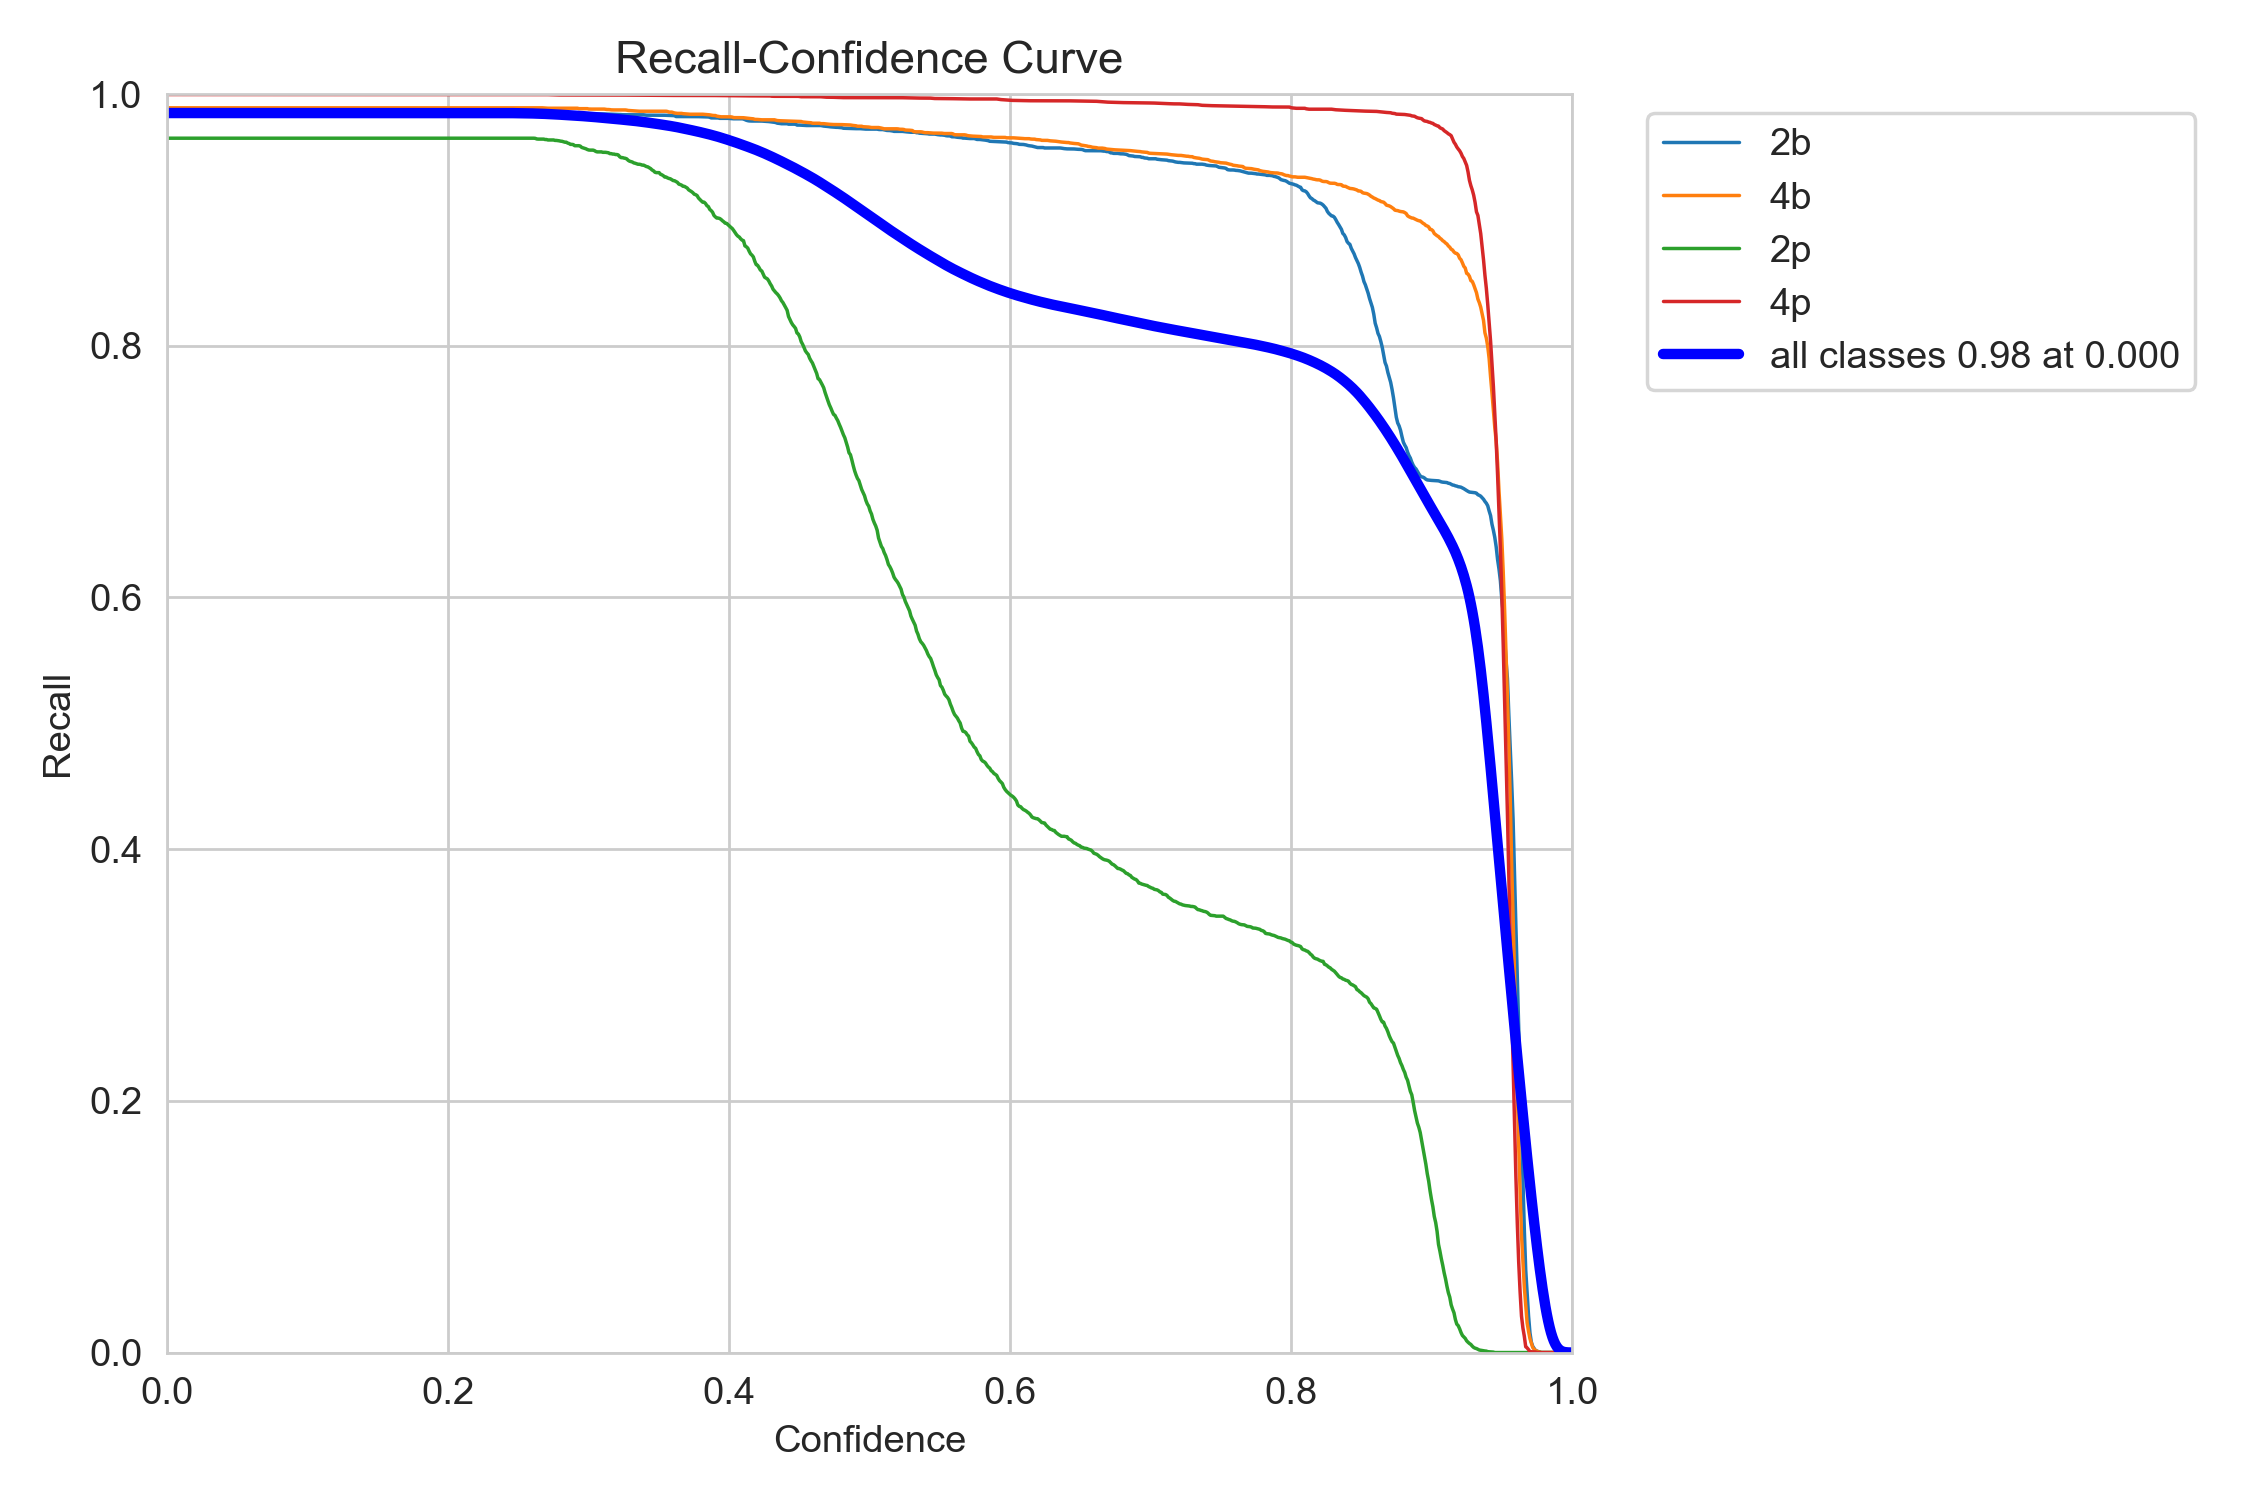 Recall-Confidence Curve
1.0
0.8
0.6
0.4
0.2
0.0
Recall
0.0 0.2 0.4 0.6 0.8 1.0
Confidence
2b
4b
2p
4p
all classes 0.98 at 0.000